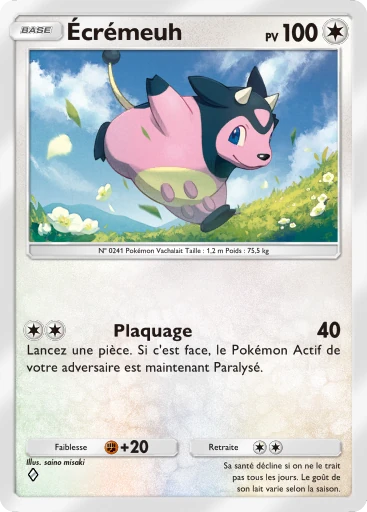 BASE Écrémeuh PV 100
N° 0241 Pokémon Vachalait Taille : 1,2 m Poids : 75,5 kg
Plaquage 40
Lancez une pièce. Si c'est face, le Pokémon Actif de
votre adversaire est maintenant Paralysé.
Faiblesse +20 Retraite
Illus. saino misaki
Sa santé décline si on ne le trait
pas tous les jours. Le goût de
son lait varie selon la saison.